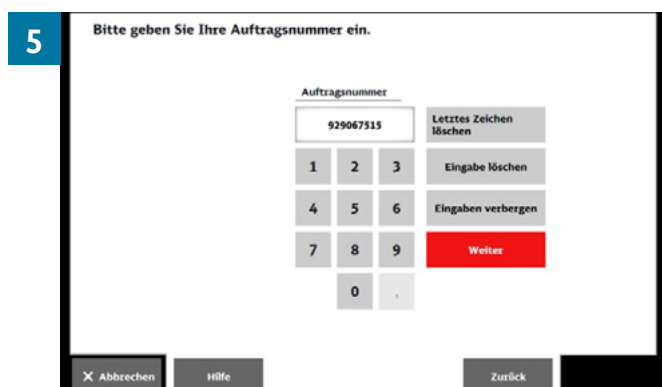 5
Bitte geben Sie Ihre Auftragsnummer ein.
Auftragsnummer
929067515
Letztes Zeichen
löschen
1 2 3 Eingabe löschen
4 5 6 Eingaben verbergen
7 8 9 Weiter
0 ,
X Abbrechen Hilfe Zurück